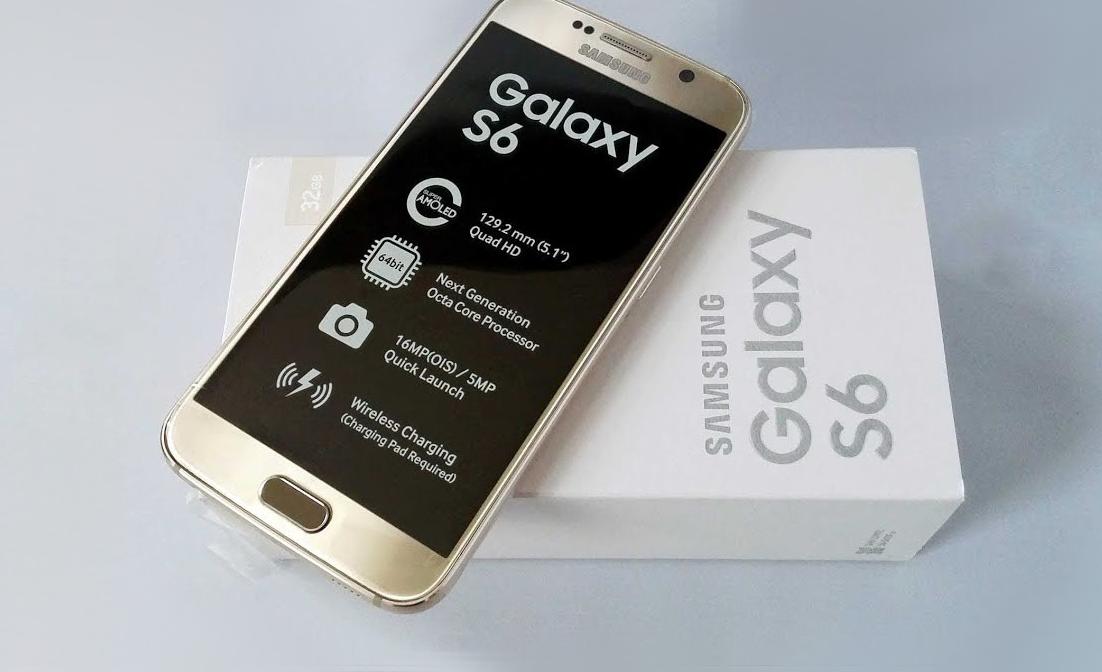 SAMSUNG
Galaxy
S6
SUPER
AMOLED
129.2 mm (5.1")
Quad HD
64bit
Next Generation
Octa Core Processor
16MP(OIS) / 5MP
Quick Launch
Wireless Charging
(Charging Pad Required)
32GB
SAMSUNG
Galaxy
S6